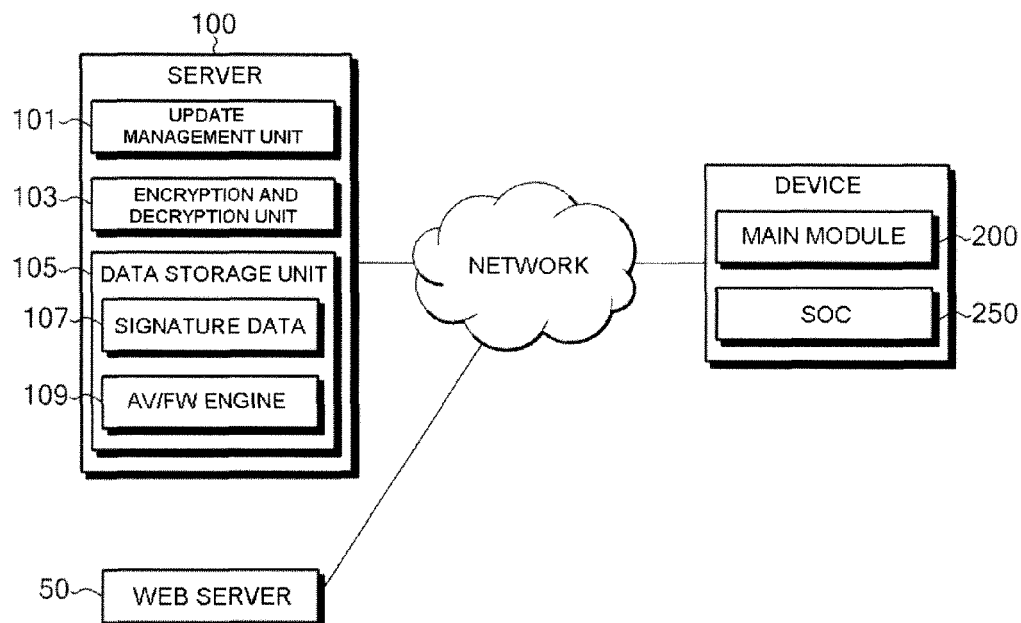 100
SERVER
101
UPDATE
MANAGEMENT UNIT
103
ENCRYPTION AND
DECRYPTION UNIT
105
DATA STORAGE UNIT
107
SIGNATURE DATA
109
AV/FW ENGINE
NETWORK
DEVICE
MAIN MODULE
200
SOC
250
50
WEB SERVER